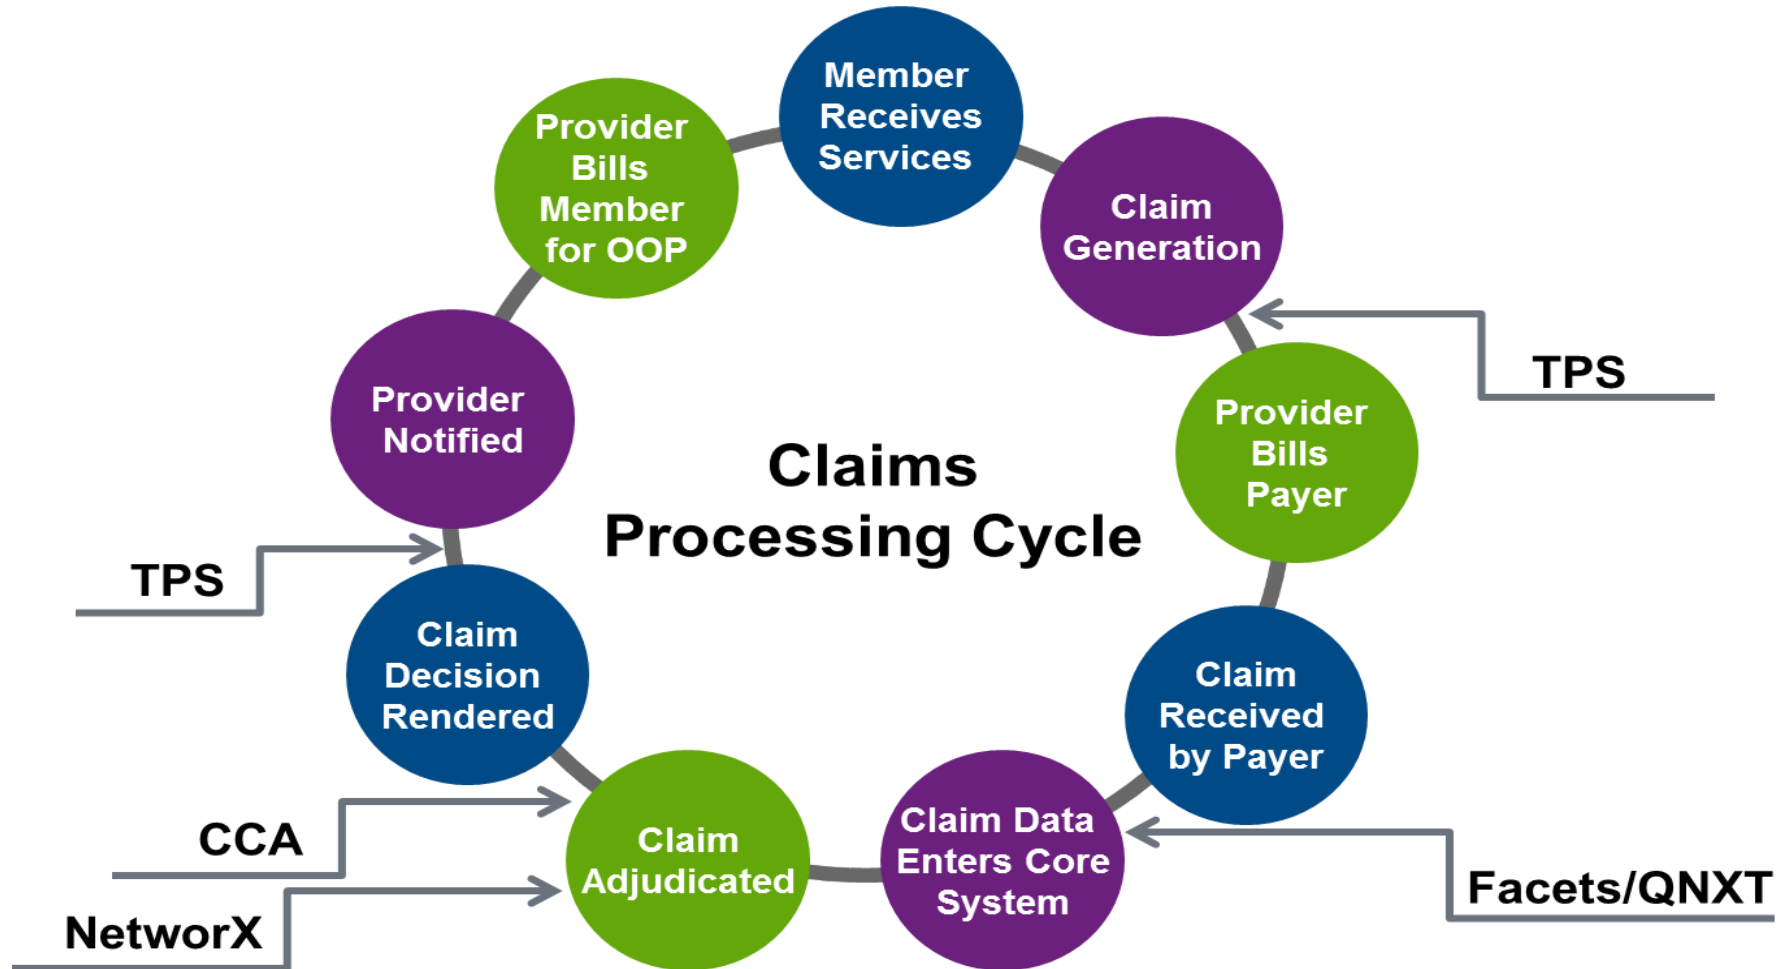 Member
Receives
Services
Claim
Generation
TPS
Provider
Bills
Payer
Claim
Received
by Payer
Facets/QNXT
Claim Data
Enters Core
System
Claim
Adjudicated
CCA
NetworX
Claim
Decision
Rendered
TPS
Provider
Notified
Provider
Bills
Member
for OOP
Claims
Processing Cycle